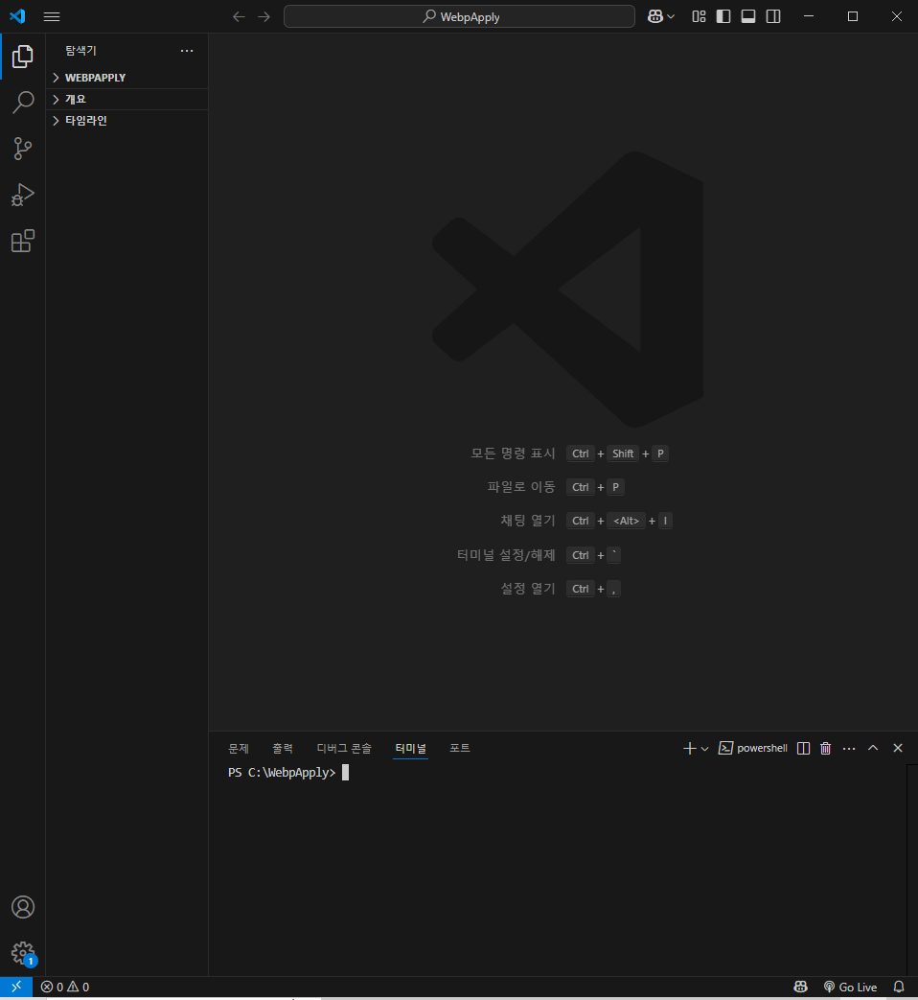 WebpApply
탐색기
WEBPAPPLY
개요
타임라인
모든 명령 표시 Ctrl + Shift + P
파일로 이동 Ctrl + P
채팅 열기 Ctrl + <Alt> + I
터미널 설정/해제 Ctrl + `
설정 열기 Ctrl + ,
문제 출력 디버그 콘솔 터미널 포트 powershell
PS C:\WebpApply>
1
0 0 Go Live